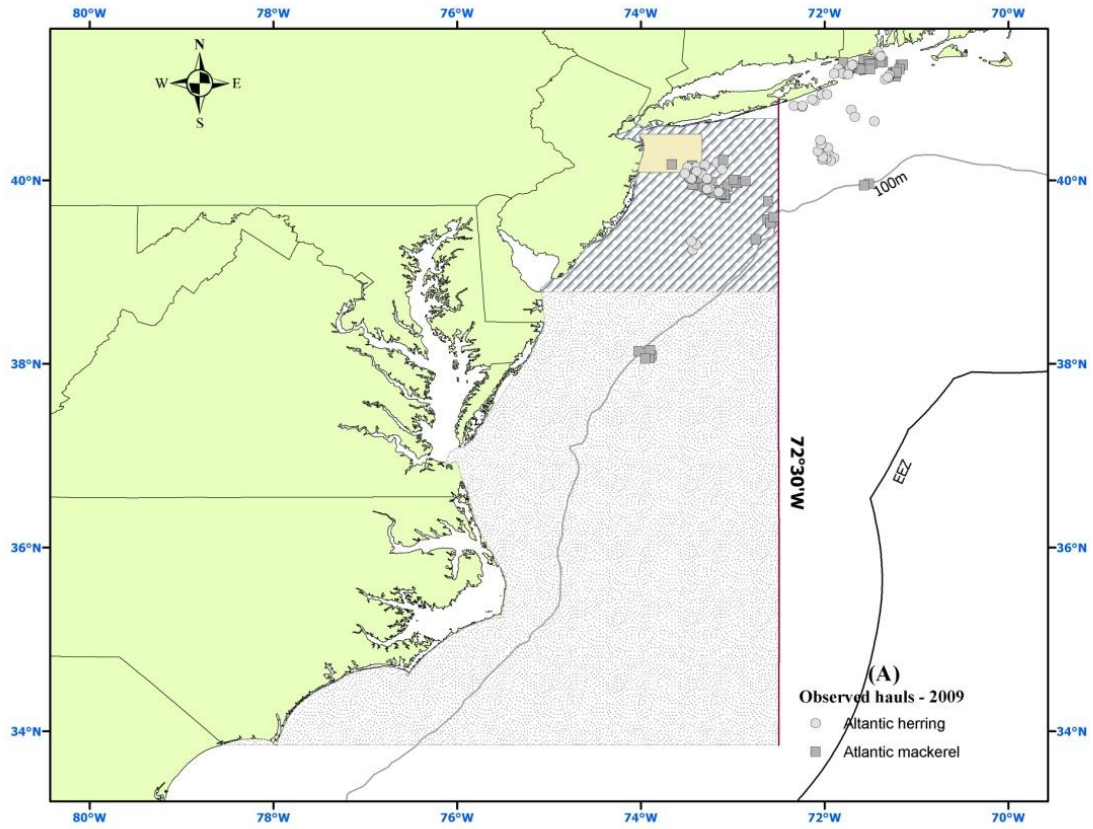 80°W 78°W 76°W 74°W 72°W 70°W
N
W E
S
40°N 40°N
100m
38°N 38°N
72°30'W
EEZ
36°N 36°N
(A)
Observed hauls - 2009
Altantic herring
34°N 34°N
Atlantic mackerel
80°W 78°W 76°W 74°W 72°W 70°W